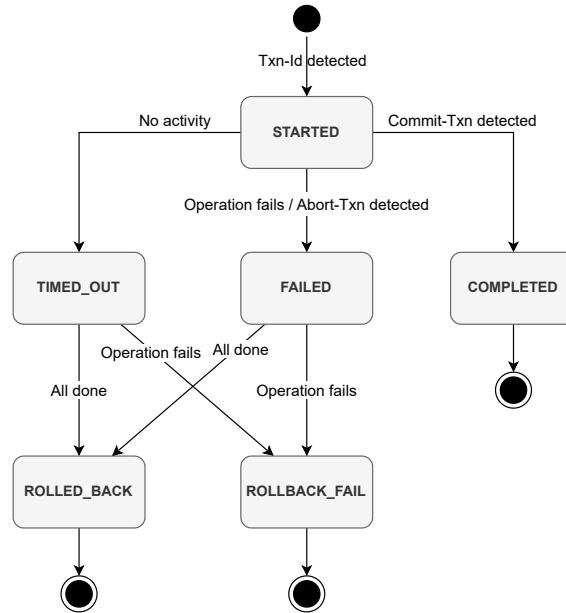 Txn-Id detected
STARTED
No activity
Commit-Txn detected
Operation fails / Abort-Txn detected
TIMED_OUT
FAILED
COMPLETED
Operation fails
All done
All done
Operation fails
ROLLED_BACK
ROLLBACK_FAIL